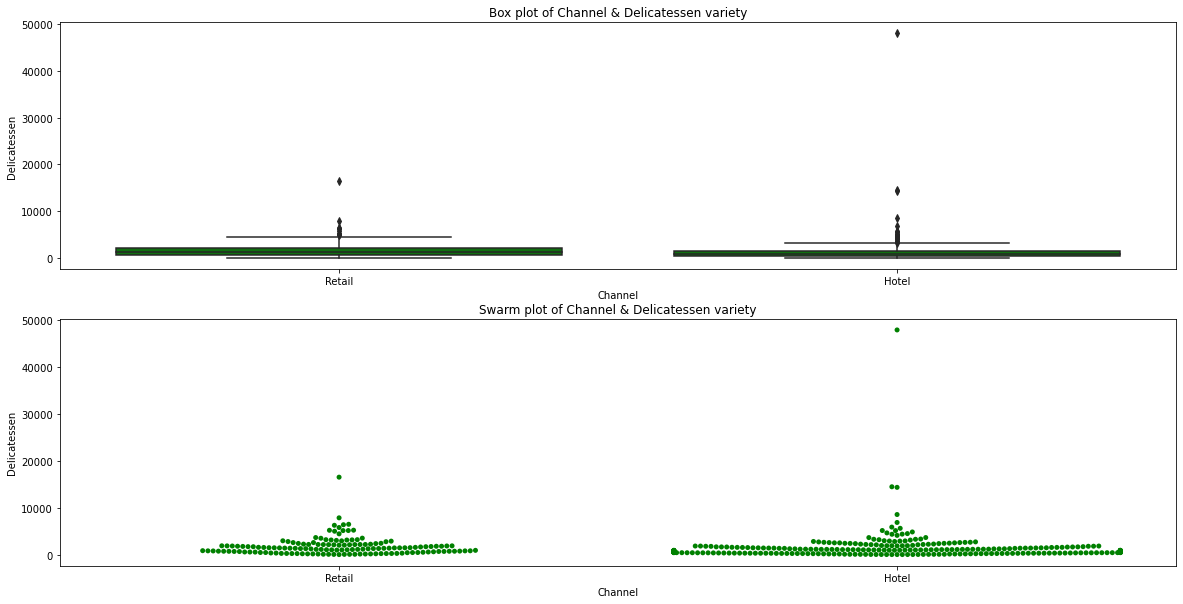 Box plot of Channel & Delicatessen variety
50000
40000
30000
20000
10000
0
Delicatessen
Retail
Hotel
Channel
Swarm plot of Channel & Delicatessen variety
50000
40000
30000
20000
10000
0
Delicatessen
Retail
Hotel
Channel